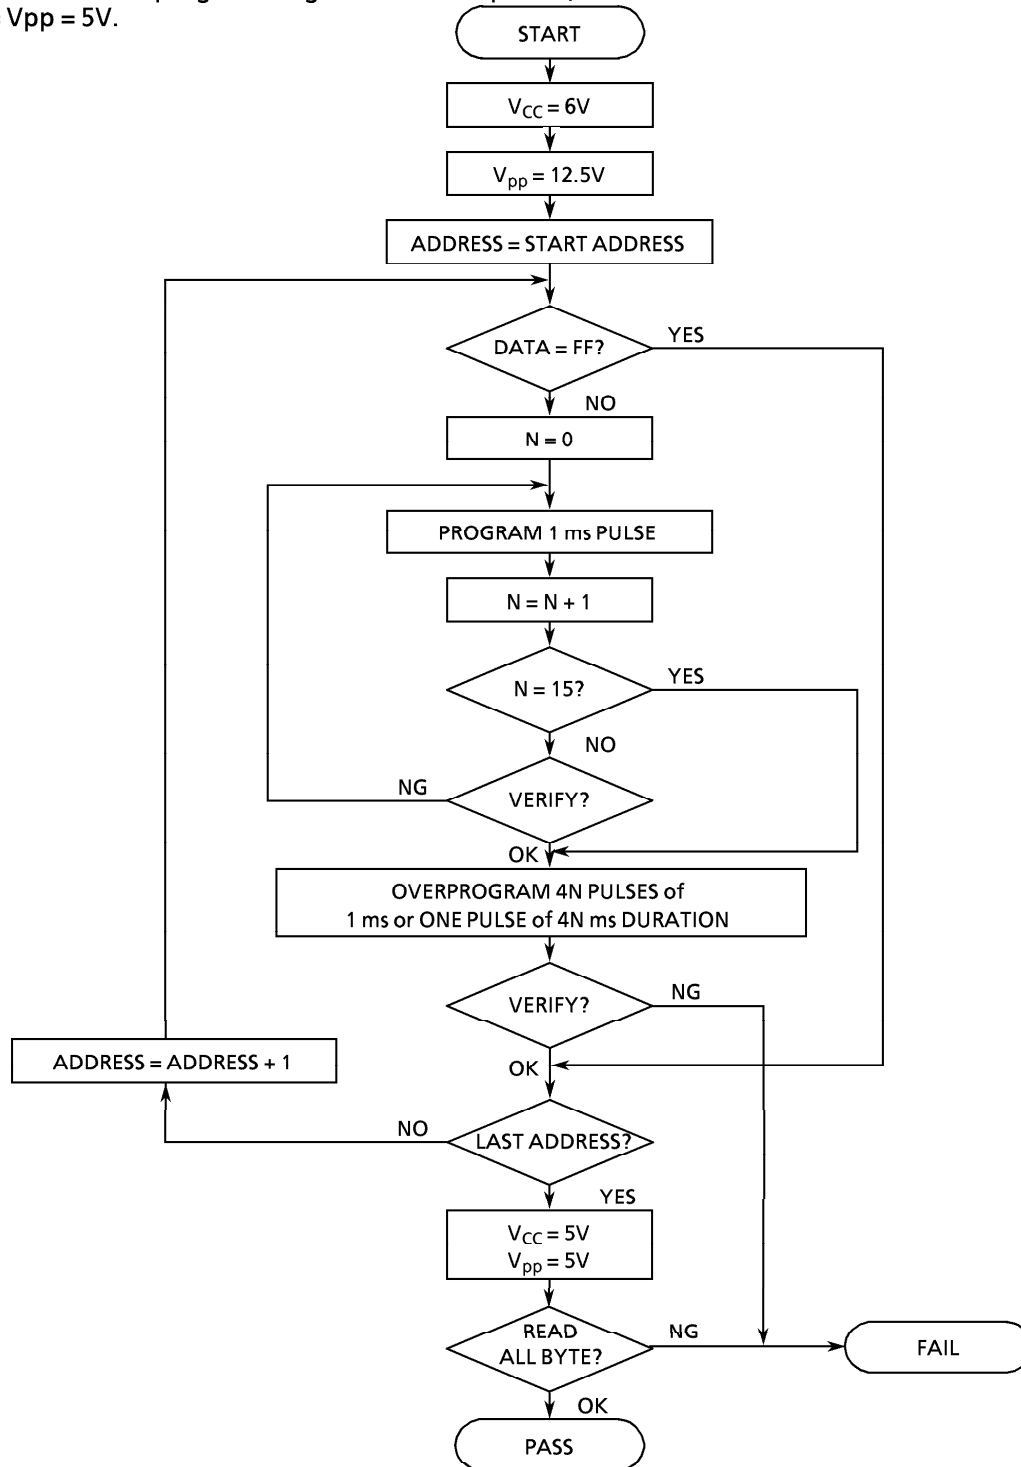 = Vpp = 5V.
START
VCC = 6V
Vpp = 12.5V
ADDRESS = START ADDRESS
DATA = FF?
YES
NO
N = 0
PROGRAM 1 ms PULSE
N = N + 1
N = 15?
YES
NO
VERIFY?
NG
OK
OVERPROGRAM 4N PULSES of
1 ms or ONE PULSE of 4N ms DURATION
VERIFY?
NG
OK
ADDRESS = ADDRESS + 1
LAST ADDRESS?
NO
YES
VCC = 5V
Vpp = 5V
READ
ALL BYTE?
NG
FAIL
OK
PASS